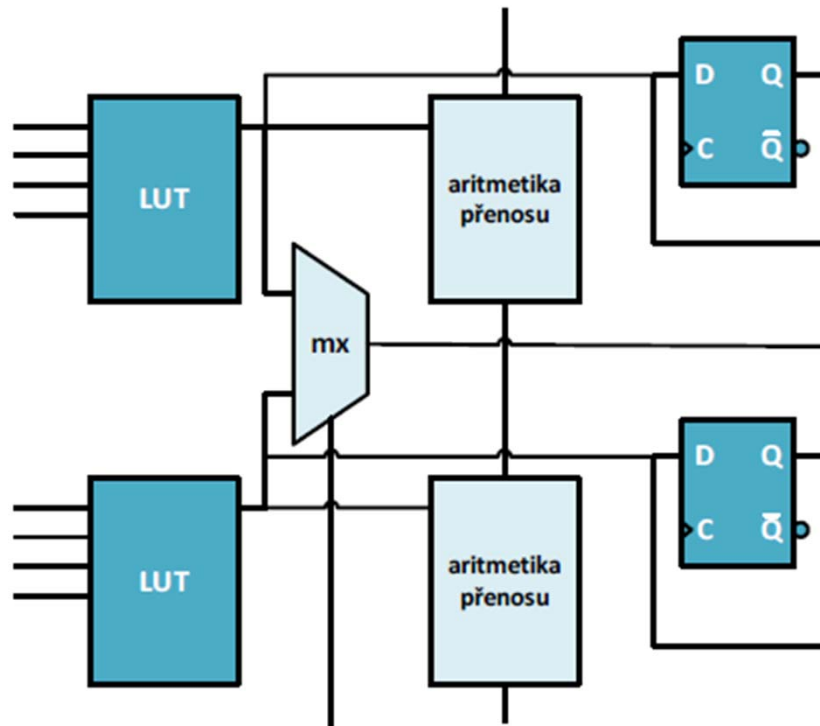 D Q
C Q̅
LUT
aritmetika
přenosu
mx
D Q
C Q̅
LUT
aritmetika
přenosu